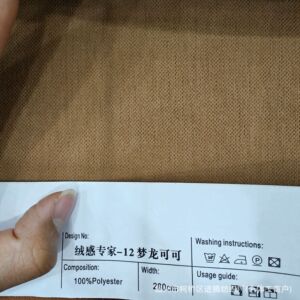 Design No:
绒感专家-12 梦龙可可
Washing instructions:
Composition:
100%Polyester
Width:
280cm
Usage guide: